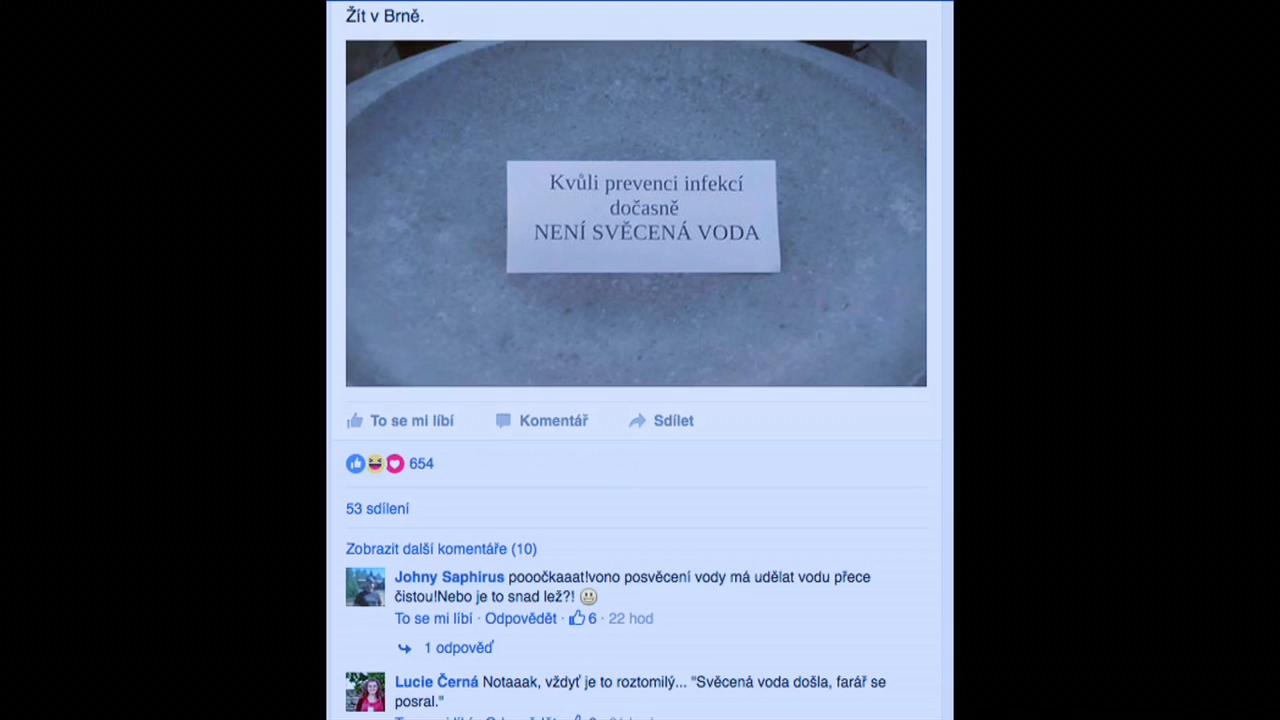 Žít v Brně.
Kvůli prevenci infekcí
dočasně
NENÍ SVĚCENÁ VODA
To se mi líbí Komentář Sdílet
654
53 sdílení
Zobrazit další komentáře (10)
Johny Saphirus pooočkaaat!vono posvěcení vody má udělat vodu přece
čistou!Nebo je to snad lež?!
To se mi líbí · Odpovědět · 6 · 22 hod
1 odpověď
Lucie Černá Notaaak, vždyť je to roztomilý... "Svěcená voda došla, farář se
posral."